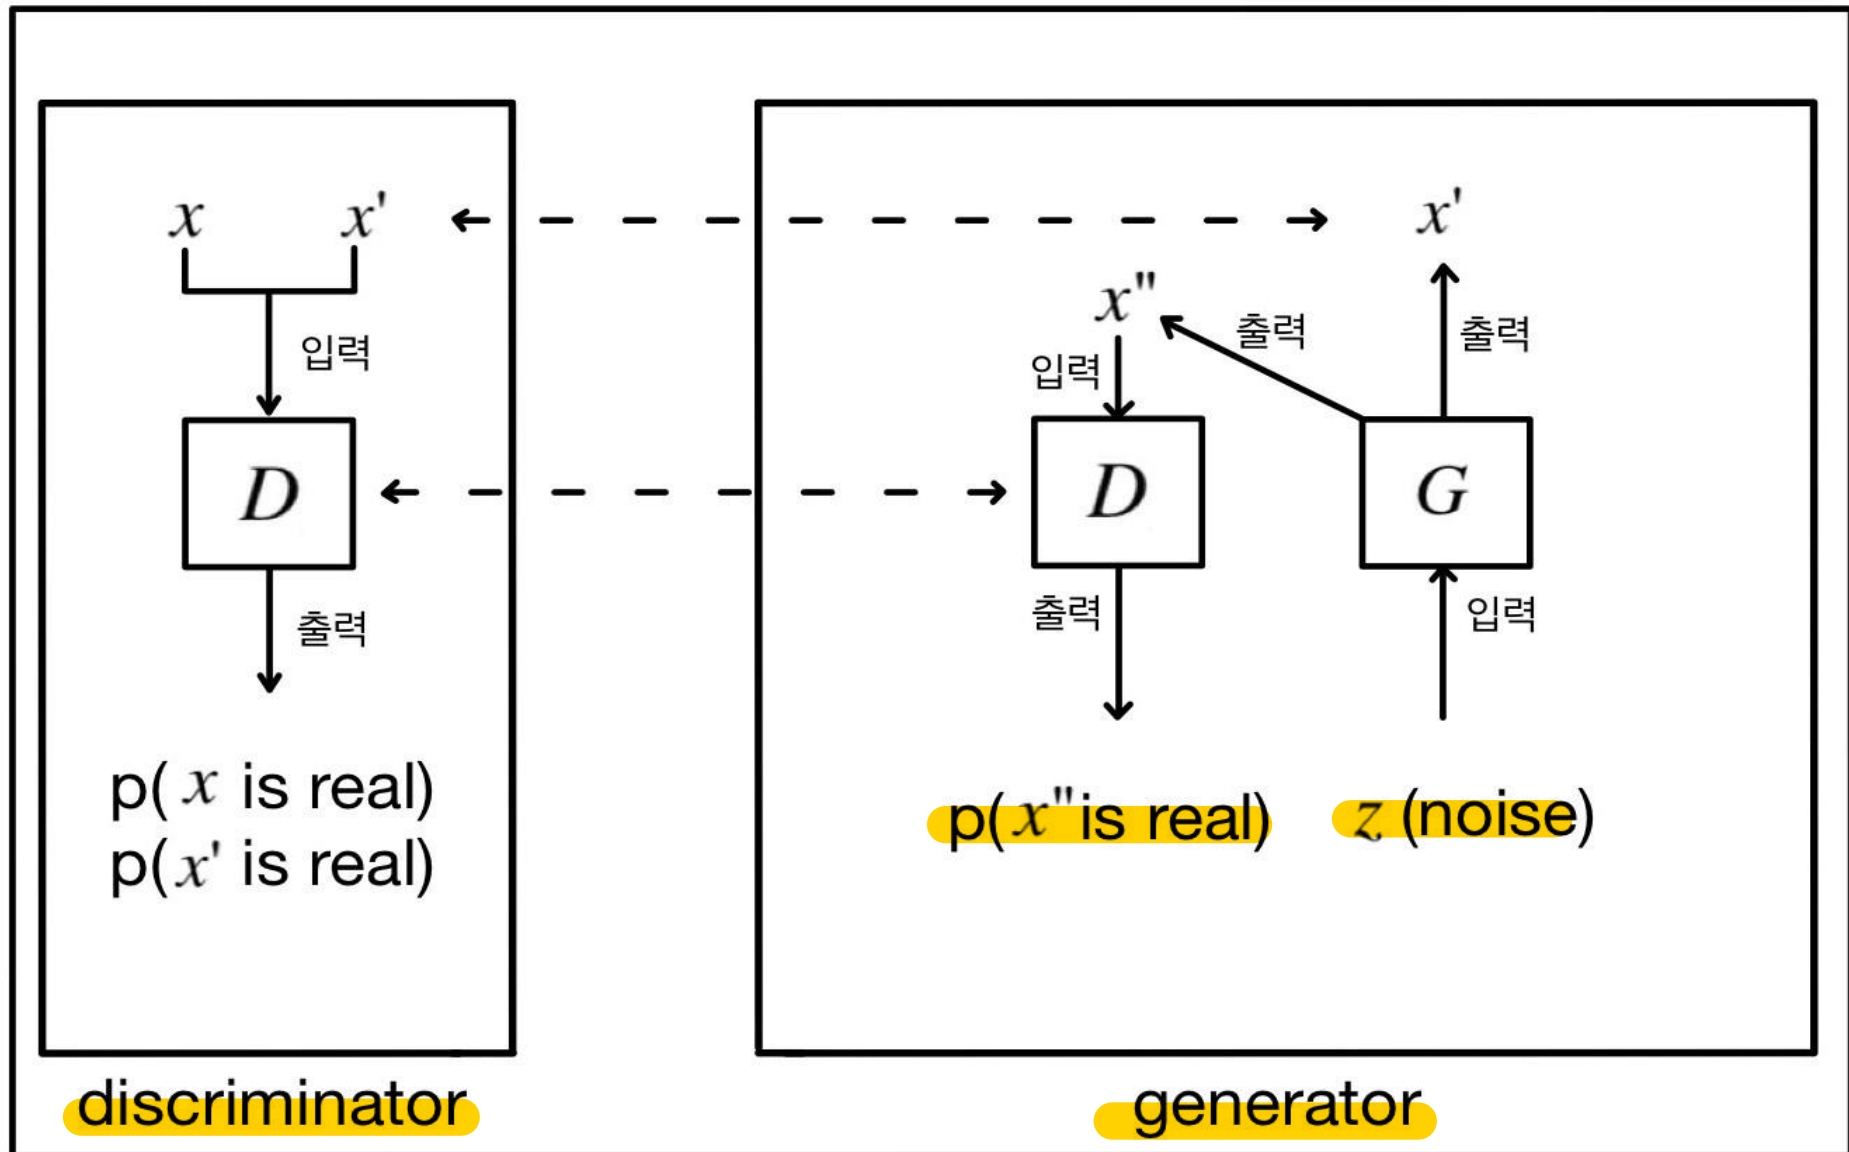 x x'
입력
D
출력
p( x is real)
p( x' is real)
discriminator
x'
x"
출력 출력
입력
D G
출력 입력
p( x" is real) z (noise)
generator